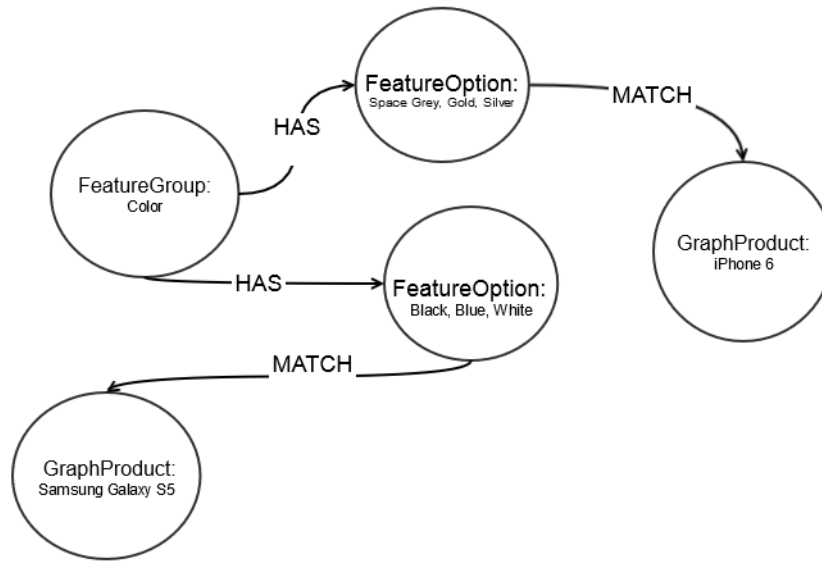 FeatureOption:
Space Grey, Gold, Silver
MATCH
HAS
FeatureGroup:
Color
GraphProduct:
iPhone 6
HAS
FeatureOption:
Black, Blue, White
MATCH
GraphProduct:
Samsung Galaxy S5